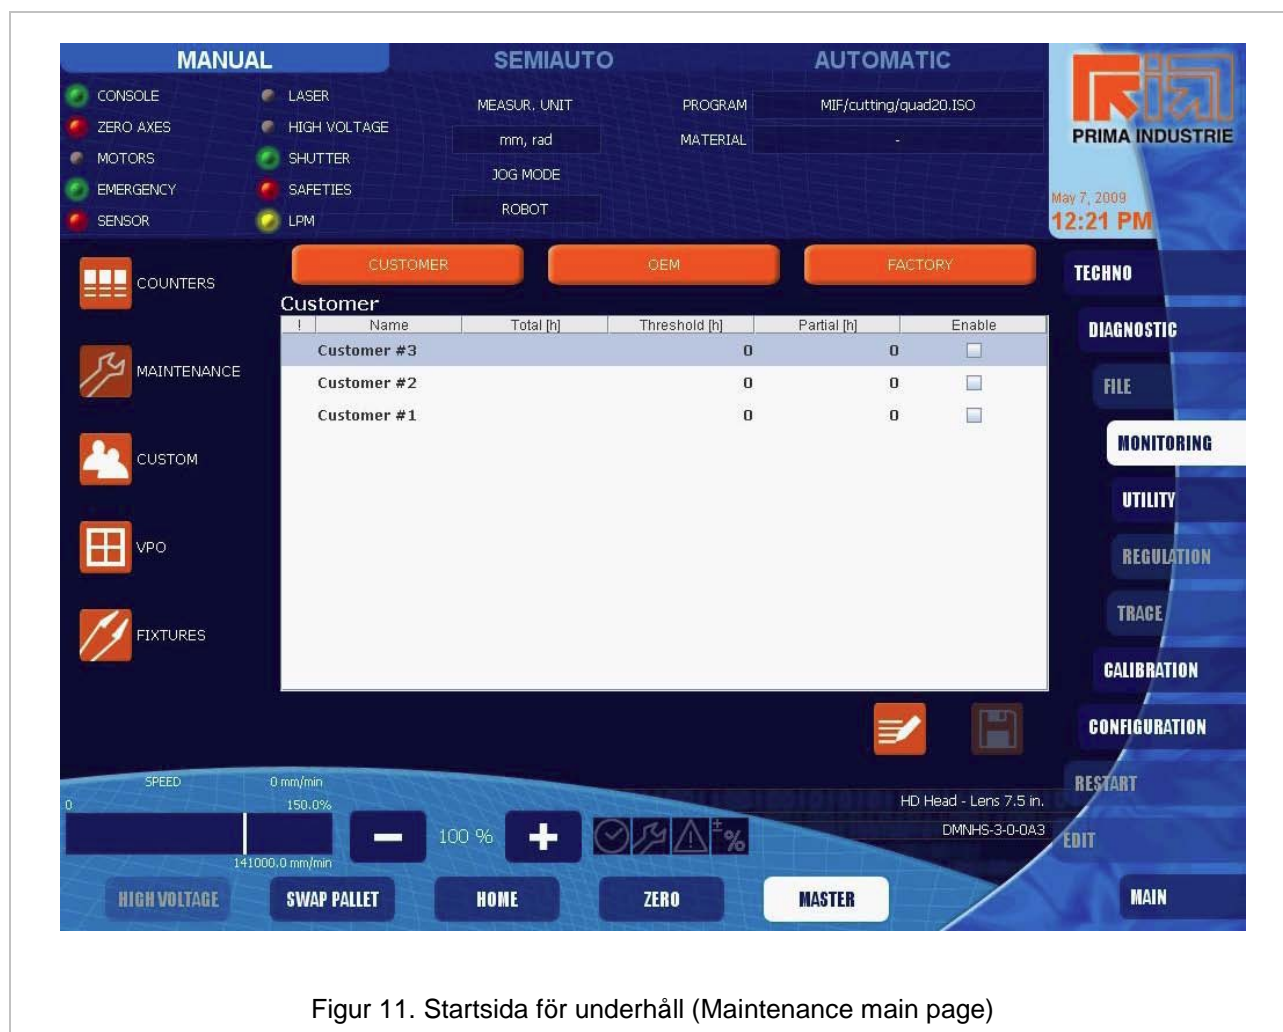 MANUAL SEMIAUTO AUTOMATIC
CONSOLE LASER MEASUR. UNIT PROGRAM MIF/cutting/quad20.ISO
ZERO AXES HIGH VOLTAGE mm, rad MATERIAL -
MOTORS SHUTTER JOG MODE
EMERGENCY SAFETIES ROBOT
SENSOR LPM
PRIMA INDUSTRIE
May 7, 2009
12:21 PM
CUSTOMER OEM FACTORY
COUNTERS
MAINTENANCE
CUSTOM
VPO
FIXTURES
Customer
! Name Total [h] Threshold [h] Partial [h] Enable
Customer #3 0 0
Customer #2 0 0
Customer #1 0 0
TECHNO
DIAGNOSTIC
FILE
MONITORING
UTILITY
REGULATION
TRACE
CALIBRATION
CONFIGURATION
RESTART
EDIT
MAIN
SPEED 0 mm/min
0 150.0%
141000.0 mm/min
- 100 % +
±%
HD Head - Lens 7.5 in.
DMNHS-3-0-0A3
HIGH VOLTAGE SWAP PALLET HOME ZERO MASTER
Figur 11. Startsida för underhåll (Maintenance main page)